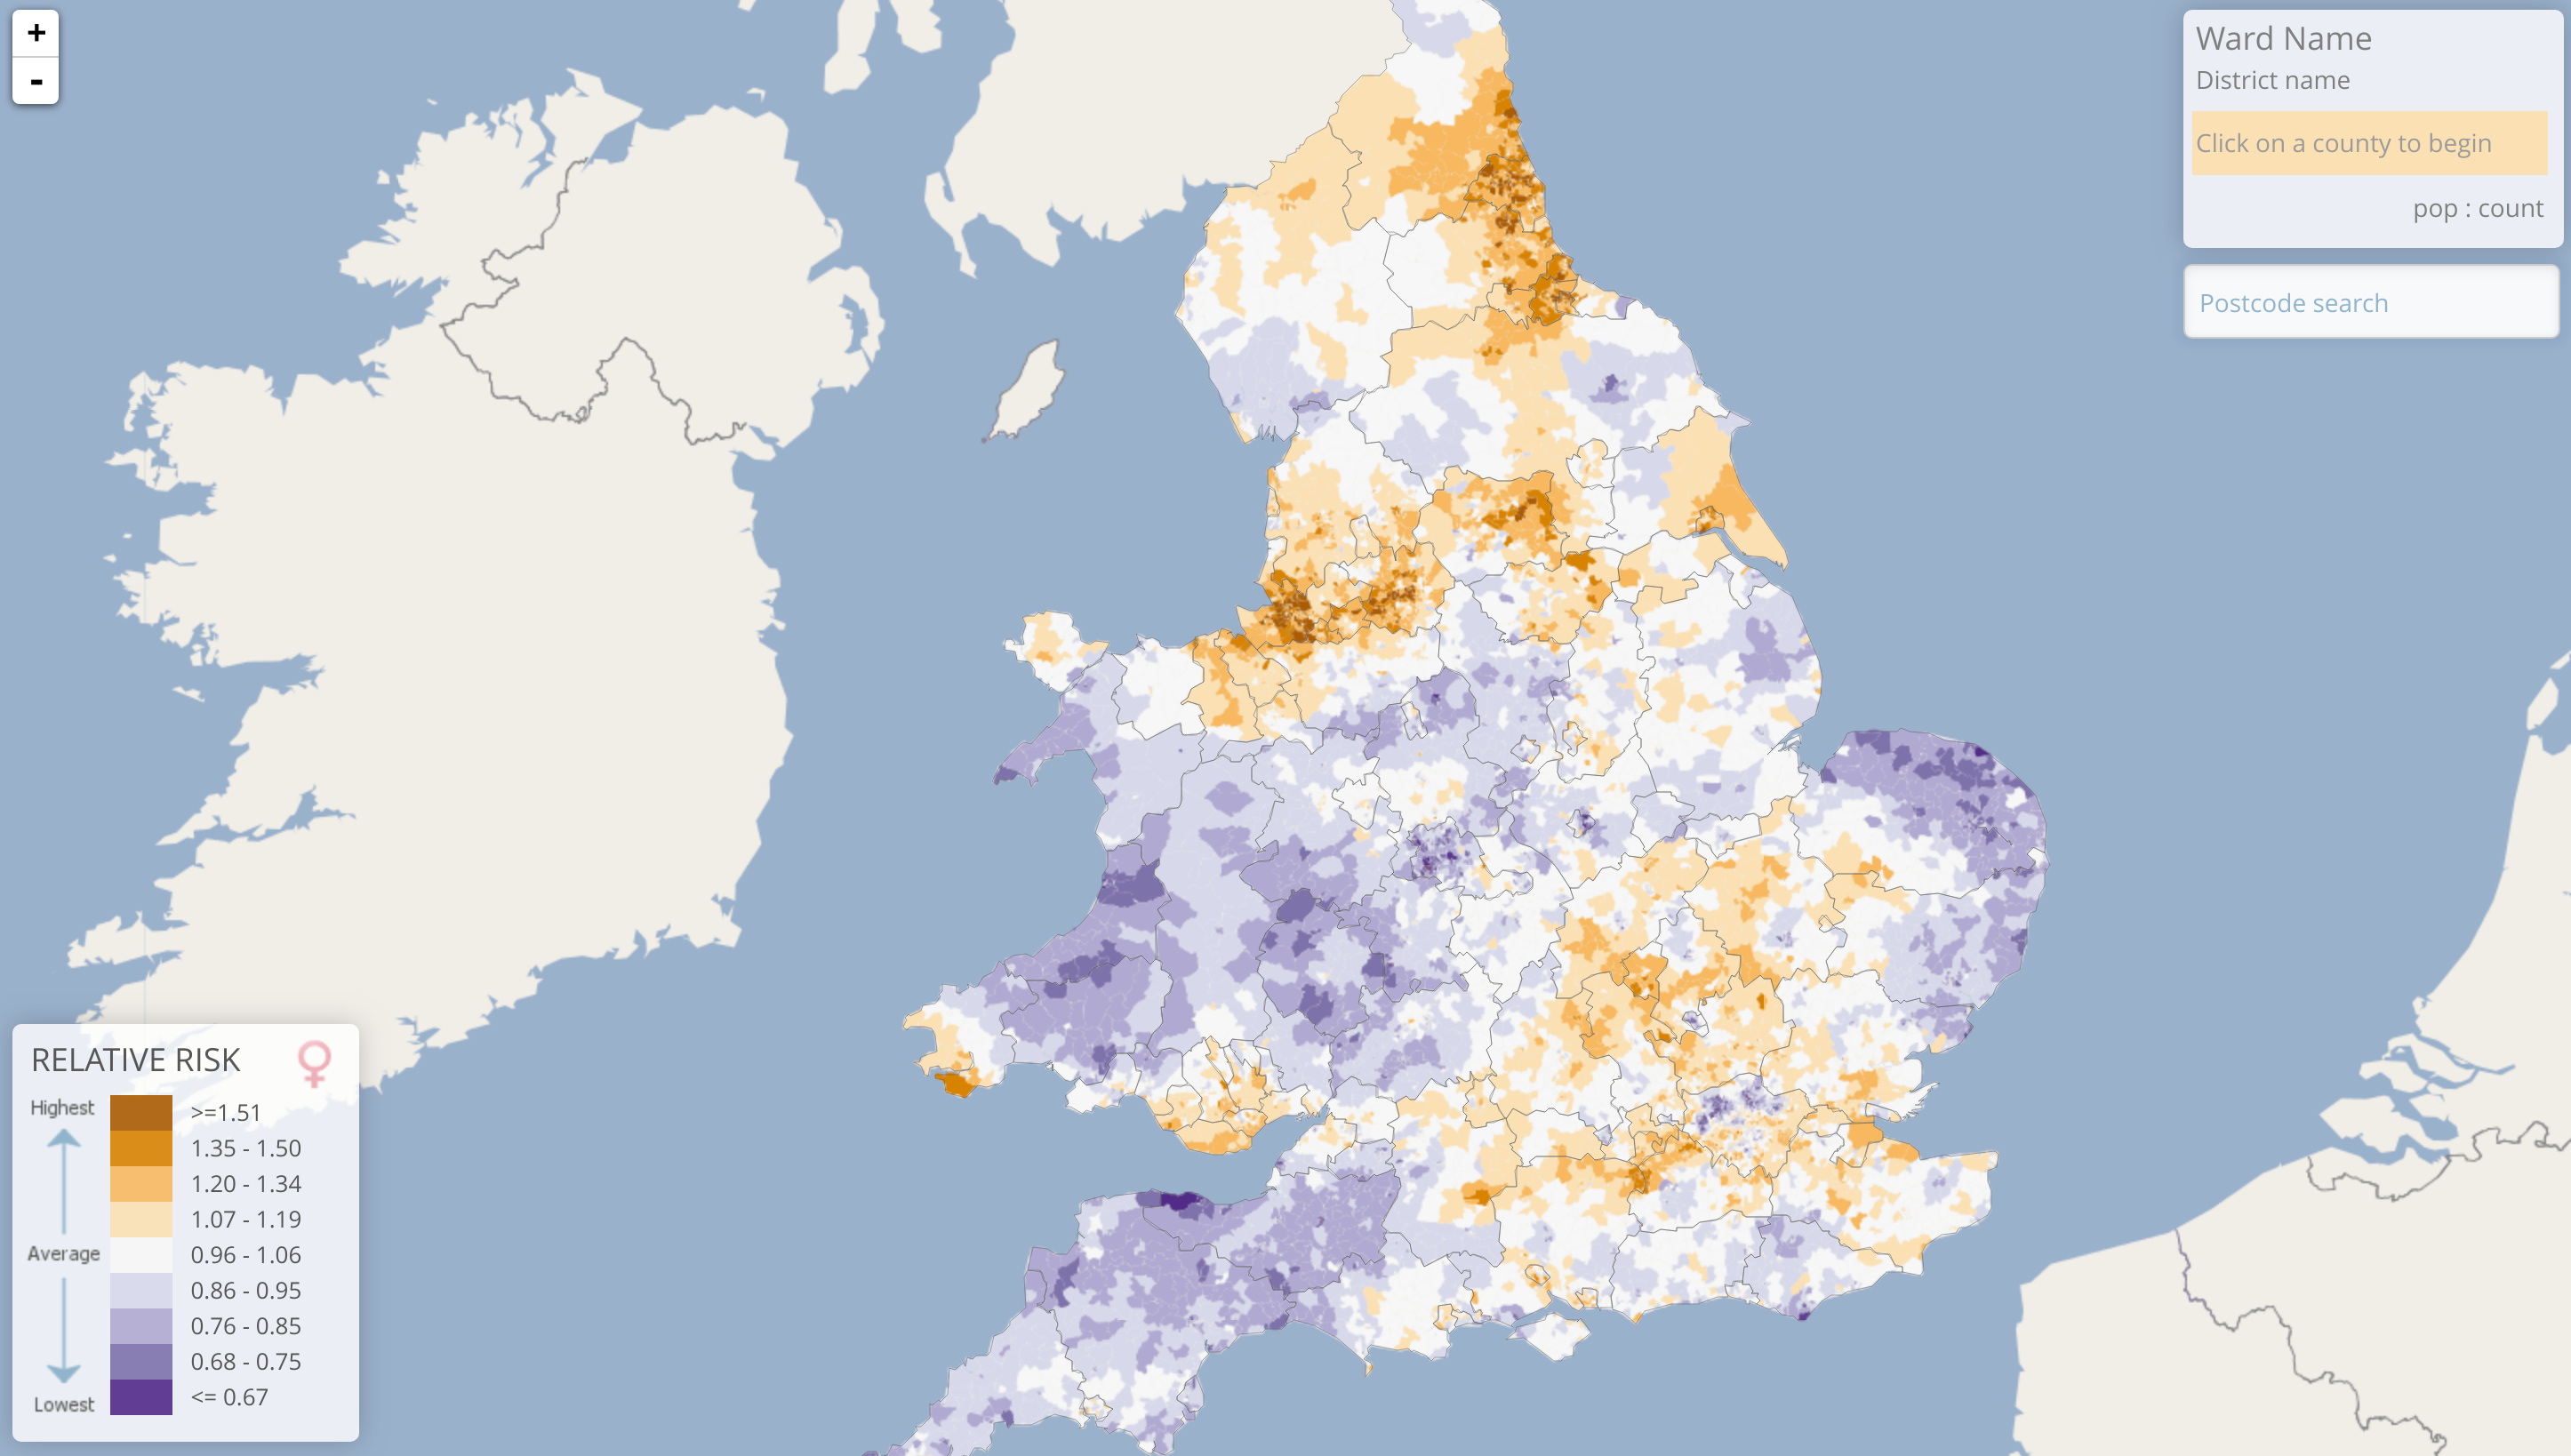 +
-
Ward Name
District name
Click on a county to begin
pop : count
Postcode search
RELATIVE RISK
Highest
>=1.51
1.35 - 1.50
1.20 - 1.34
1.07 - 1.19
Average
0.96 - 1.06
0.86 - 0.95
0.76 - 0.85
0.68 - 0.75
Lowest
<= 0.67